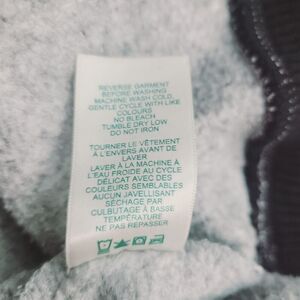 REVERSE GARMENT
BEFORE WASHING
MACHINE WASH COLD,
GENTLE CYCLE WITH LIKE
COLOURS
NO BLEACH
TUMBLE DRY LOW
DO NOT IRON
TOURNER LE VÊTEMENT
À L'ENVERS AVANT DE
LAVER
LAVER À LA MACHINE À
L'EAU FROIDE AU CYCLE
DÉLICAT AVEC DES
COULEURS SEMBLABLES
AUCUN JAVELLISANT
SÉCHAGE PAR
CULBUTAGE À BASSE
TEMPÉRATURE
NE PAS REPASSER